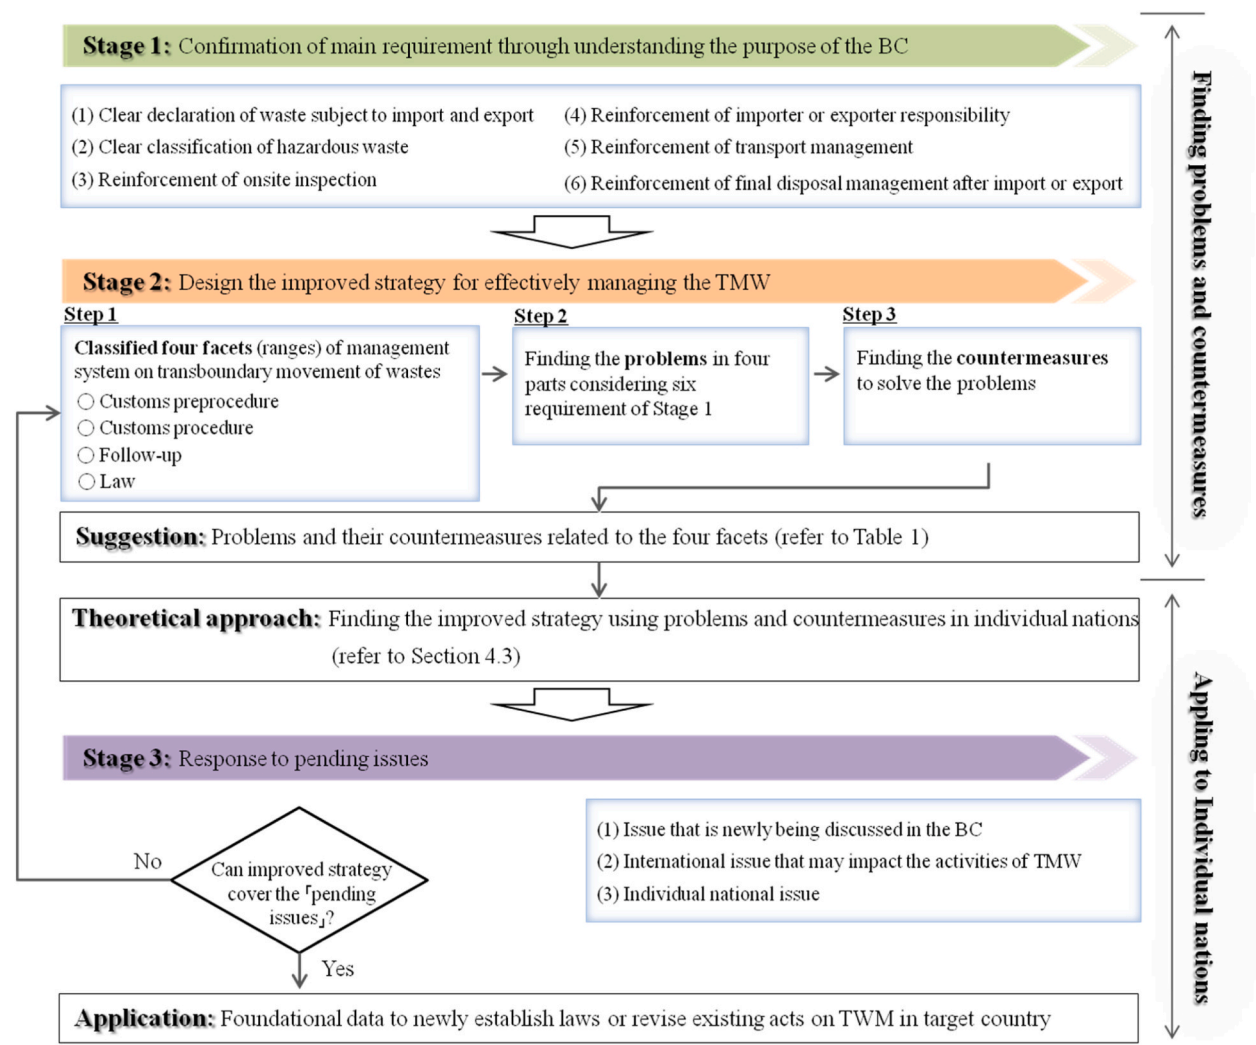 Stage 1: Confirmation of main requirement through understanding the purpose of the BC
(1) Clear declaration of waste subject to import and export
(2) Clear classification of hazardous waste
(3) Reinforcement of onsite inspection
(4) Reinforcement of importer or exporter responsibility
(5) Reinforcement of transport management
(6) Reinforcement of final disposal management after import or export
Stage 2: Design the improved strategy for effectively managing the TMW
Step 1
Classified four facets (ranges) of management
system on transboundary movement of wastes
○ Customs preprocedure
○ Customs procedure
○ Follow-up
○ Law
Step 2
Finding the problems in four
parts considering six
requirement of Stage 1
Step 3
Finding the countermeasures
to solve the problems
Suggestion: Problems and their countermeasures related to the four facets (refer to Table 1)
Finding problems and countermeasures
Theoretical approach: Finding the improved strategy using problems and countermeasures in individual nations
(refer to Section 4.3)
Stage 3: Response to pending issues
No
Can improved strategy
cover the「pending
issues」?
Yes
(1) Issue that is newly being discussed in the BC
(2) International issue that may impact the activities of TMW
(3) Individual national issue
Application: Foundational data to newly establish laws or revise existing acts on TWM in target country
Appling to Individual nations